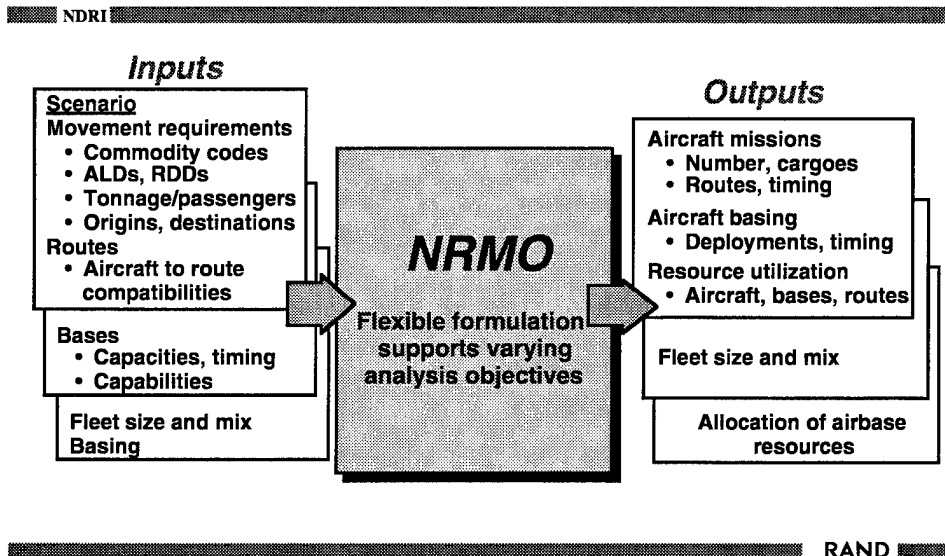 NDRI
Inputs
Scenario
Movement requirements
• Commodity codes
• ALDs, RDDs
• Tonnage/passengers
• Origins, destinations
Routes
• Aircraft to route
compatibilities
Bases
• Capacities, timing
• Capabilities
Fleet size and mix
Basing
NRMO
Flexible formulation
supports varying
analysis objectives
Outputs
Aircraft missions
• Number, cargoes
• Routes, timing
Aircraft basing
• Deployments, timing
Resource utilization
• Aircraft, bases, routes
Fleet size and mix
Allocation of airbase
resources
RAND